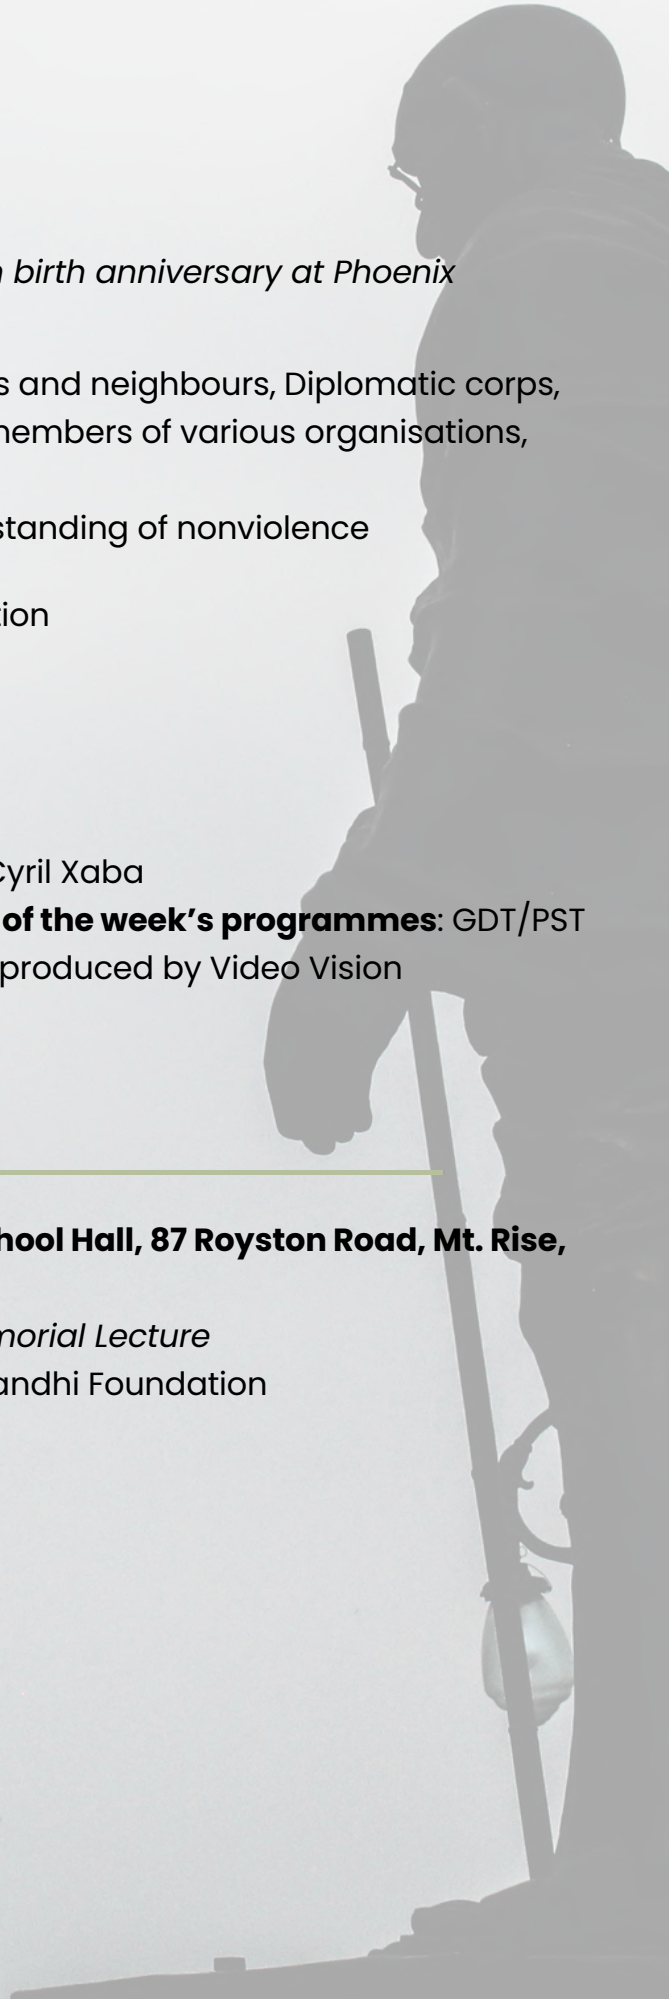 birth anniversary at Phoenix
and neighbours, Diplomatic corps,
members of various organisations,
standing of nonviolence
tion
Cyril Xaba
of the week's programmes: GDT/PST
produced by Video Vision
hool Hall, 87 Royston Road, Mt. Rise,
morial Lecture
andhi Foundation